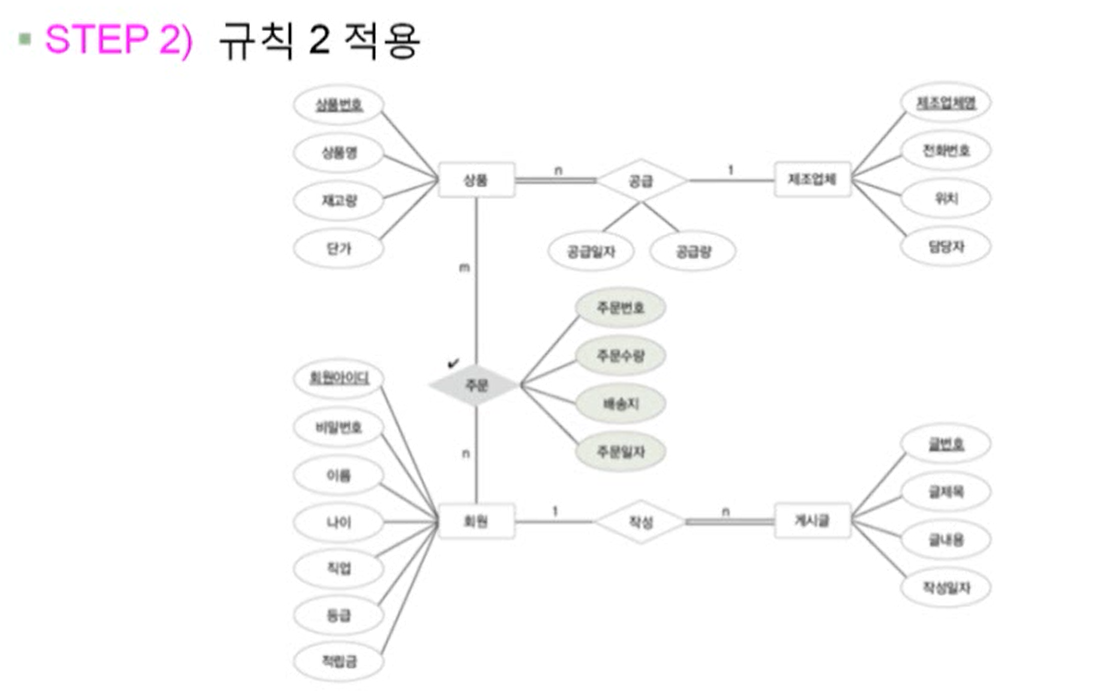 STEP 2) 규칙 2 적용
상품번호
상품명
재고량
단가
상품
n
공급
1
제조업체
공급일자
공급량
제조업체명
전화번호
위치
담당자
m
주문
주문번호
주문수량
배송지
주문일자
n
회원아이디
비밀번호
이름
나이
직업
등급
적립금
회원
1
작성
n
게시글
글번호
글제목
글내용
작성일자